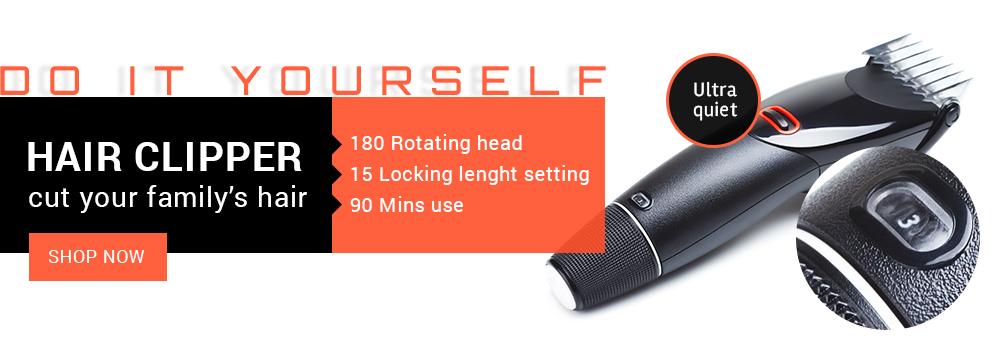 DO IT YOURSELF
HAIR CLIPPER
cut your family's hair
180 Rotating head
15 Locking lenght setting
90 Mins use
SHOP NOW
Ultra
quiet
3